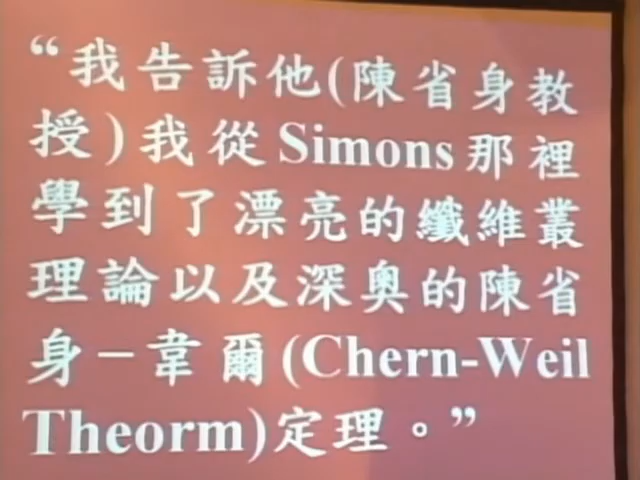 “我告訴他(陳省身教
授)我從Simons那裡
學到了漂亮的纖維叢
理論以及深奧的陳省
身-韋爾(Chern-Weil
Theorm)定理。”